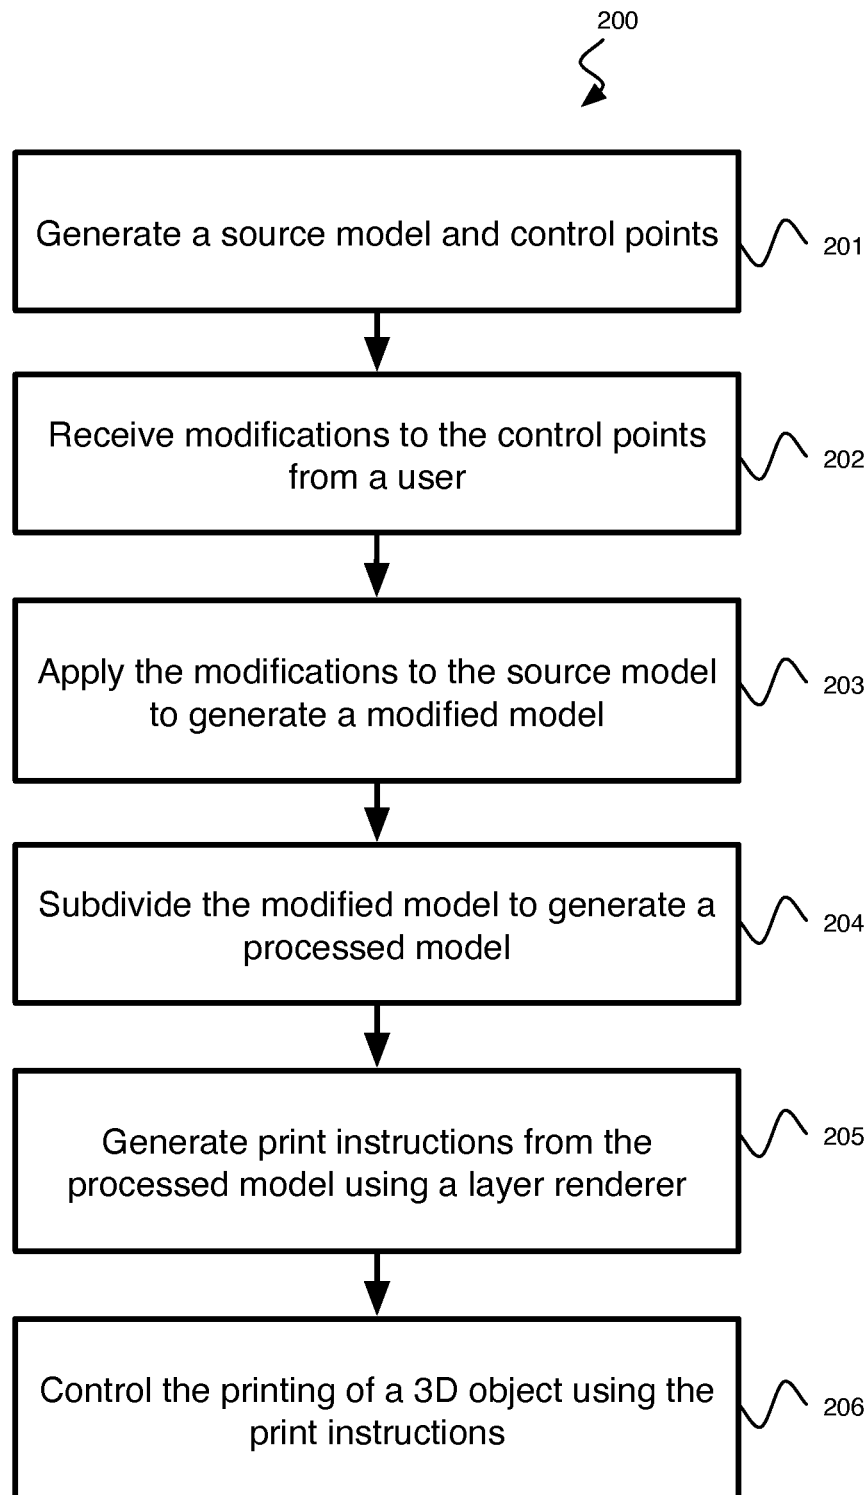 200
Generate a source model and control points
201
Receive modifications to the control points
from a user
202
Apply the modifications to the source model
to generate a modified model
203
Subdivide the modified model to generate a
processed model
204
Generate print instructions from the
processed model using a layer renderer
205
Control the printing of a 3D object using the
print instructions
206